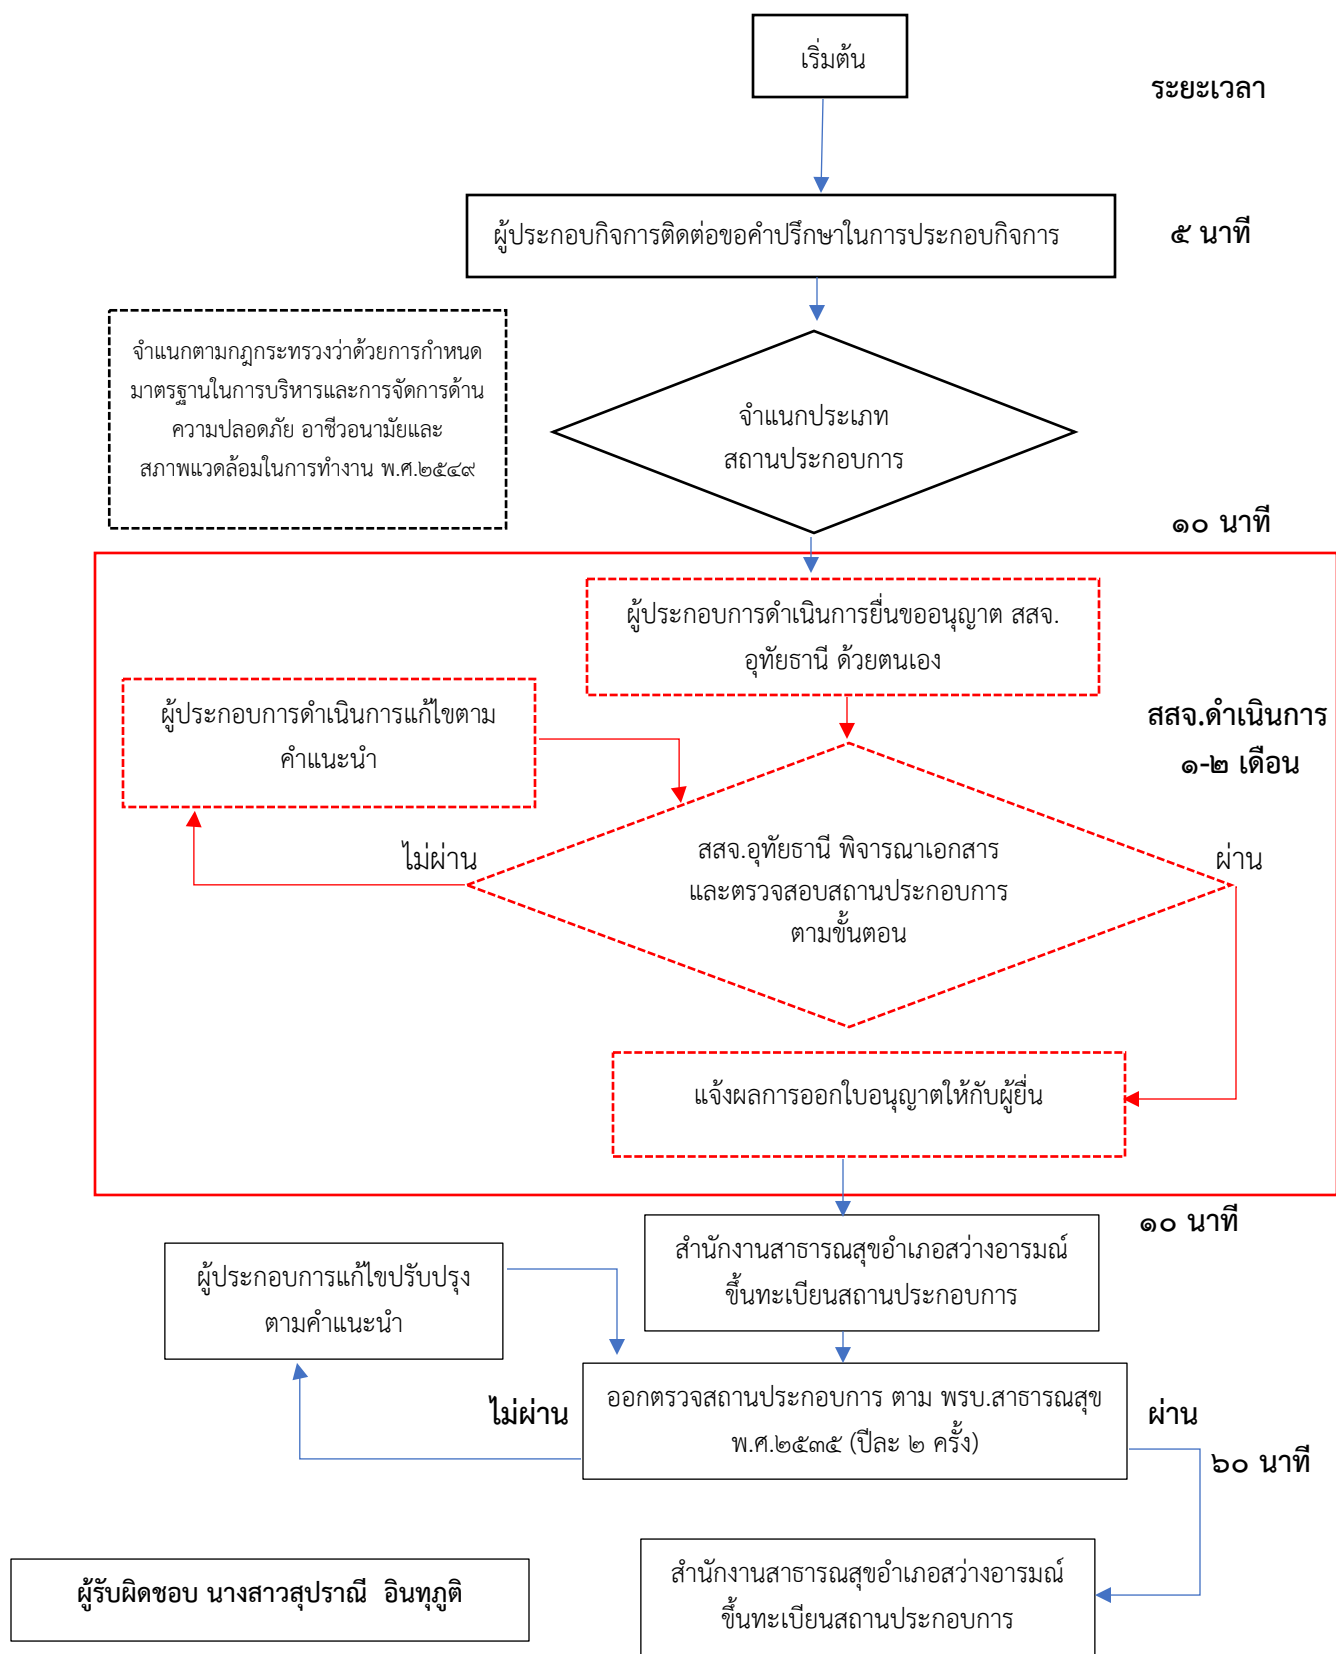 เริ่มต้น
ระยะเวลา
ผู้ประกอบกิจการติดต่อขอคำปรึกษาในการประกอบกิจการ
๕ นาที
จำแนกตามกฎกระทรวงว่าด้วยการกำหนด
มาตรฐานในการบริหารและการจัดการด้าน
ความปลอดภัย อาชีวอนามัยและ
สภาพแวดล้อมในการทำงาน พ.ศ.๒๕๔๙
จำแนกประเภท
สถานประกอบการ
๑๐ นาที
ผู้ประกอบการดำเนินการยื่นขออนุญาต สสจ.
อุทัยธานี ด้วยตนเอง
ผู้ประกอบการดำเนินการแก้ไขตาม
คำแนะนำ
สสจ.ดำเนินการ
๑-๒ เดือน
ไม่ผ่าน
สสจ.อุทัยธานี พิจารณาเอกสาร
และตรวจสอบสถานประกอบการ
ตามขั้นตอน
ผ่าน
แจ้งผลการออกใบอนุญาตให้กับผู้ยื่น
๑๐ นาที
สำนักงานสาธารณสุขอำเภอสว่างอารมณ์
ขึ้นทะเบียนสถานประกอบการ
ผู้ประกอบการแก้ไขปรับปรุง
ตามคำแนะนำ
ไม่ผ่าน
ออกตรวจสถานประกอบการ ตาม พรบ.สาธารณสุข
พ.ศ.๒๕๓๕ (ปีละ ๒ ครั้ง)
ผ่าน
๖๐ นาที
สำนักงานสาธารณสุขอำเภอสว่างอารมณ์
ขึ้นทะเบียนสถานประกอบการ
ผู้รับผิดชอบ นางสาวสุปราณี อินทุภูติ